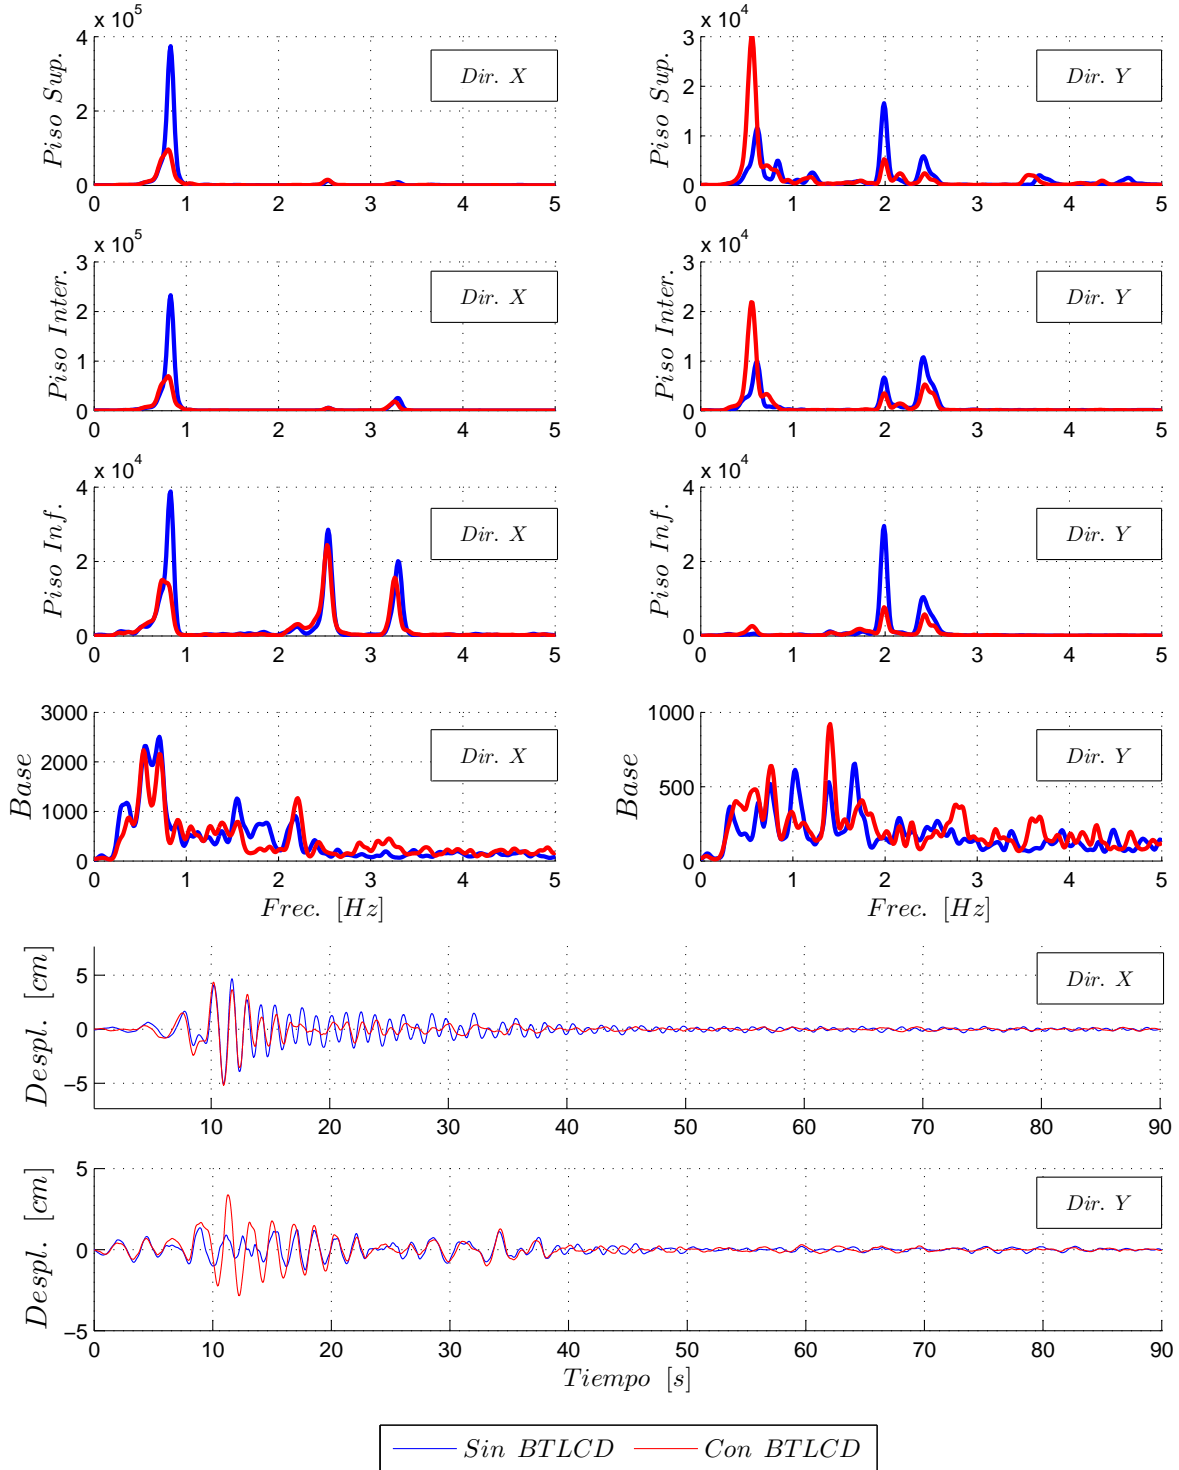 x 10^5
Piso Sup.
4
2
0
Dir. X
0 1 2 3 4 5
x 10^4
3
2
1
0
Dir. Y
0 1 2 3 4 5
x 10^5
Piso Inter.
3
2
1
0
Dir. X
0 1 2 3 4 5
x 10^4
Piso Inter.
3
2
1
0
Dir. Y
0 1 2 3 4 5
x 10^4
Piso Inf.
4
2
0
Dir. X
0 1 2 3 4 5
x 10^4
Piso Inf.
4
2
0
Dir. Y
0 1 2 3 4 5
Base
3000
2000
1000
0
Dir. X
0 1 2 3 4 5
Frec. [Hz]
Base
1000
500
0
Dir. Y
0 1 2 3 4 5
Frec. [Hz]
Despl. [cm]
5
0
−5
Dir. X
10 20 30 40 50 60 70 80 90
Despl. [cm]
5
0
−5
Dir. Y
0 10 20 30 40 50 60 70 80 90
Tiempo [s]
Sin BTLCD Con BTLCD
Piso Sup.